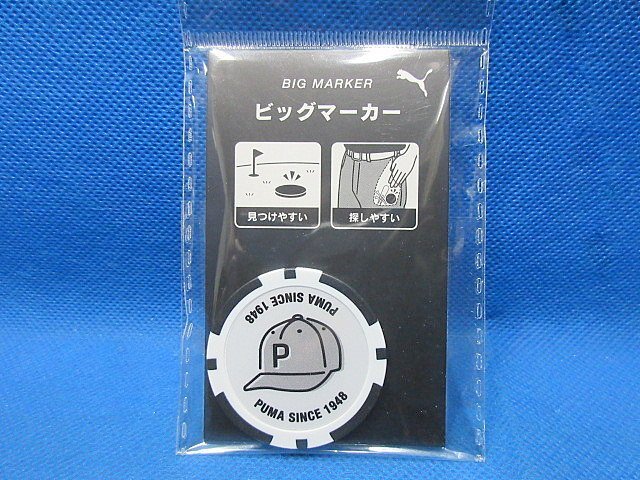 BIG MARKER
ビッグマーカー
見つけやすい
探しやすい
PUMA SINCE 1948
P
PUMA SINCE 1948